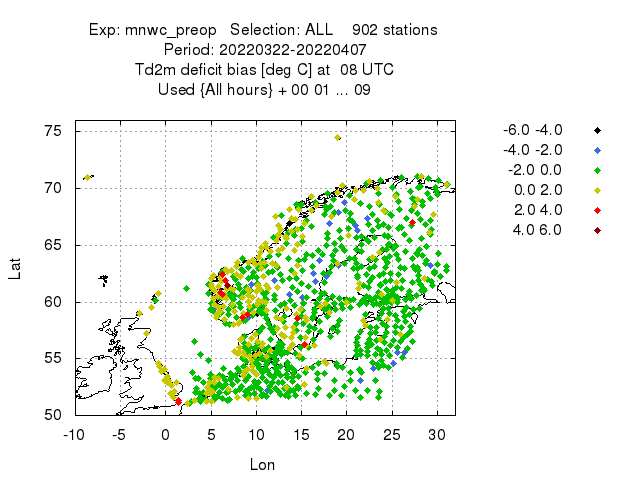 Exp: mnwc_preop   Selection: ALL    902 stations
Period: 20220322-20220407
Td2m deficit bias [deg C] at  08 UTC
Used {All hours} + 00 01 ... 09
-6.0 -4.0
-4.0 -2.0
-2.0 0.0
0.0 2.0
2.0 4.0
4.0 6.0
75
70
65
60
55
50
Lat
-10 -5 0 5 10 15 20 25 30
Lon